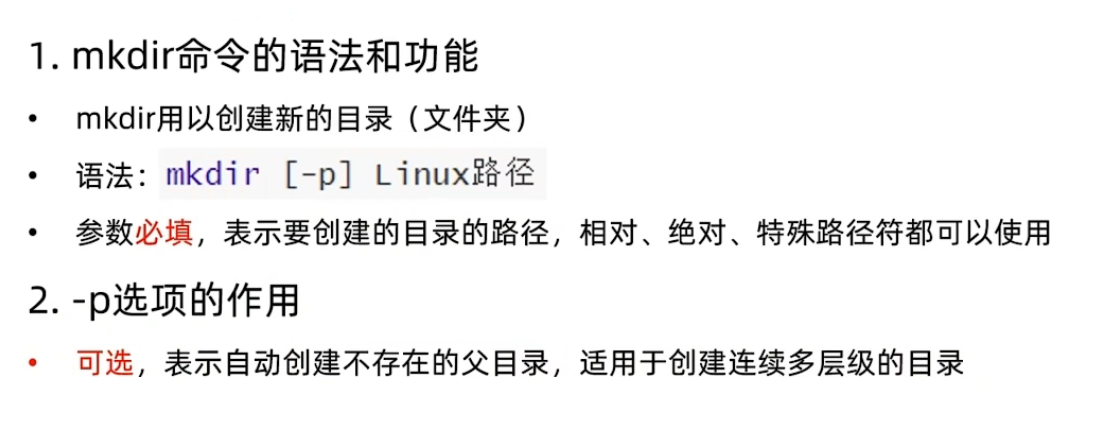 1. mkdir命令的语法和功能
• mkdir用以创建新的目录（文件夹）
• 语法：mkdir [-p] Linux路径
• 参数必填，表示要创建的目录的路径，相对、绝对、特殊路径符都可以使用
2. -p选项的作用
• 可选，表示自动创建不存在的父目录，适用于创建连续多层级的目录